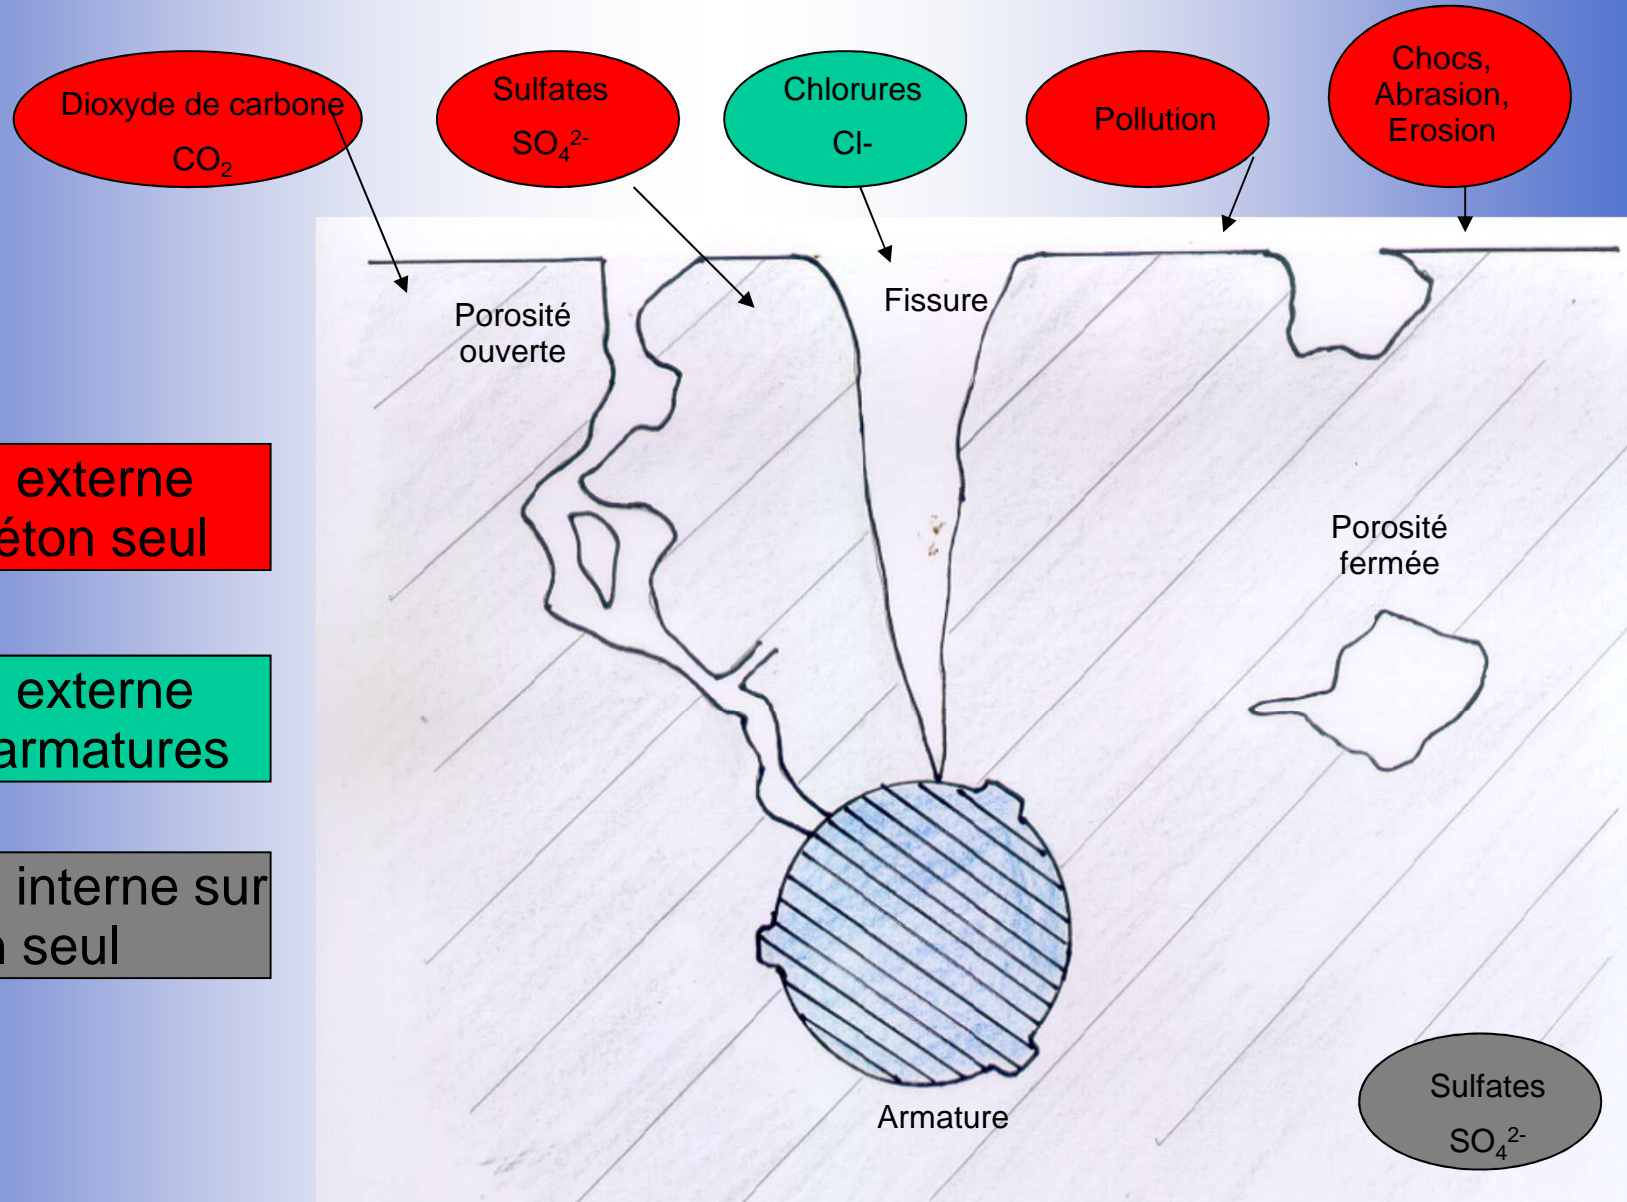 Dioxyde de carbone
CO₂
Sulfates
SO₄²⁻
Chlorures
Cl-
Pollution
Chocs,
Abrasion,
Erosion
Porosité
ouverte
Fissure
externe
éton seul
Porosité
fermée
externe
armatures
interne sur
n seul
Armature
Sulfates
SO₄²⁻